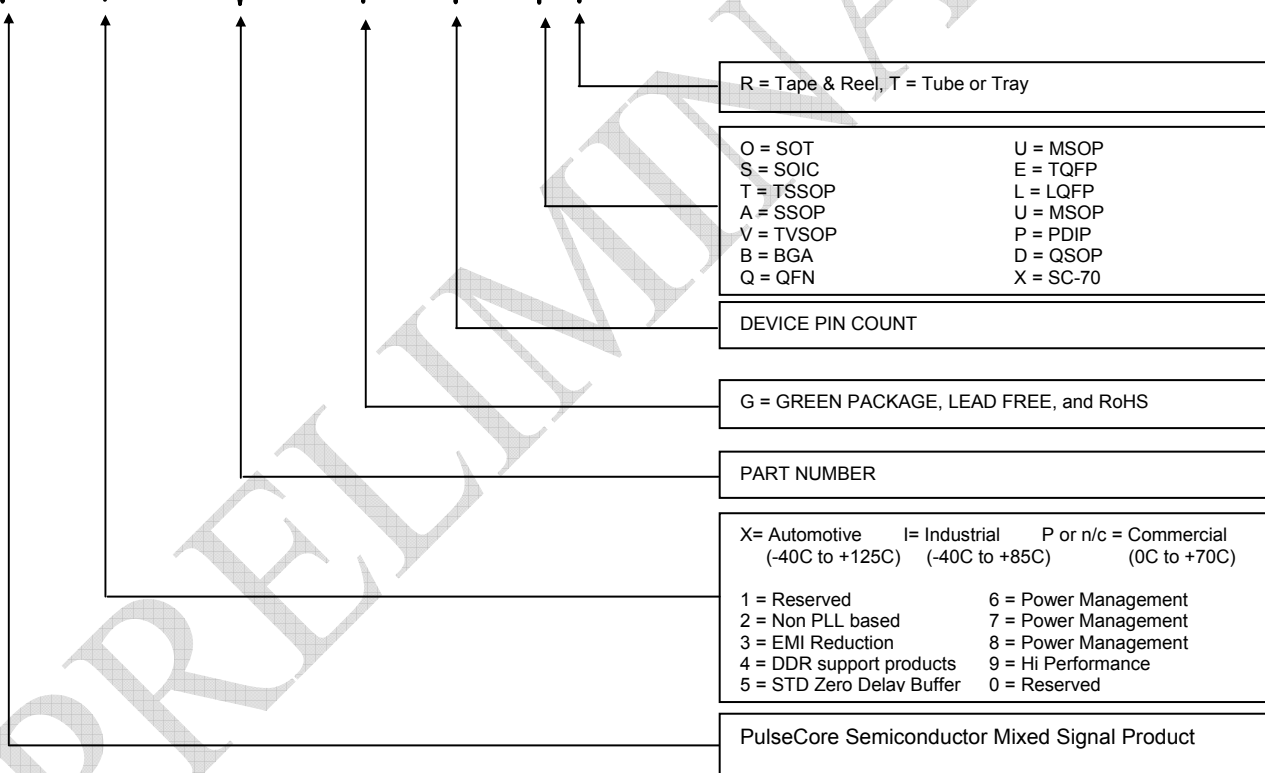 R = Tape & Reel, T = Tube or Tray
O = SOT U = MSOP
S = SOIC E = TQFP
T = TSSOP L = LQFP
A = SSOP U = MSOP
V = TVSOP P = PDIP
B = BGA D = QSOP
Q = QFN X = SC-70
DEVICE PIN COUNT
G = GREEN PACKAGE, LEAD FREE, and RoHS
PART NUMBER
X= Automotive I= Industrial P or n/c = Commercial
(-40C to +125C) (-40C to +85C) (0C to +70C)
1 = Reserved 6 = Power Management
2 = Non PLL based 7 = Power Management
3 = EMI Reduction 8 = Power Management
4 = DDR support products 9 = Hi Performance
5 = STD Zero Delay Buffer 0 = Reserved
PulseCore Semiconductor Mixed Signal Product
PRELIMINA